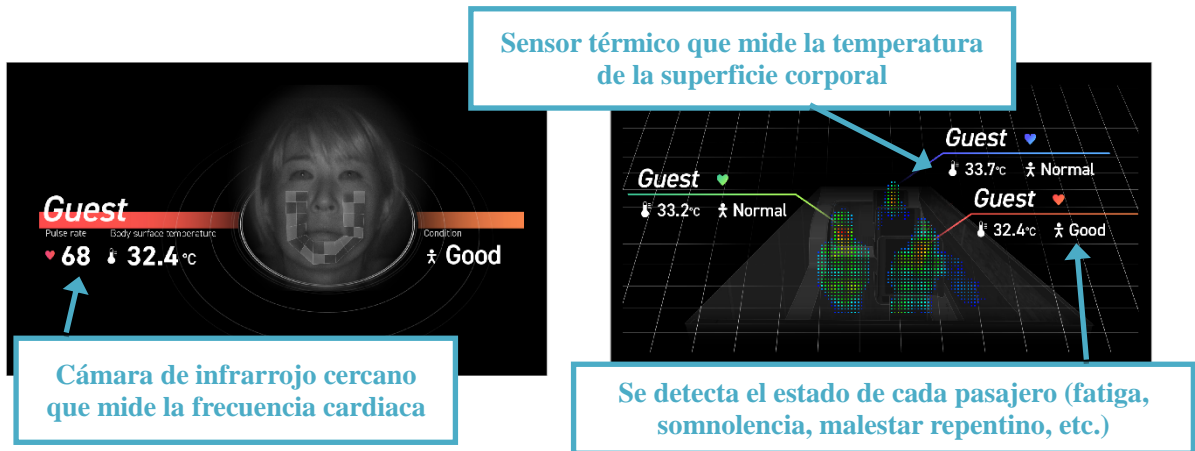 Sensor térmico que mide la temperatura
de la superficie corporal
Guest
Pulse rate Body surface temperature
68 32.4 °C
Condition
Good
Cámara de infrarrojo cercano
que mide la frecuencia cardiaca
Guest
33.7°C Normal
Guest
33.2°C Normal
Guest
32.4°C Good
Se detecta el estado de cada pasajero (fatiga,
somnolencia, malestar repentino, etc.)